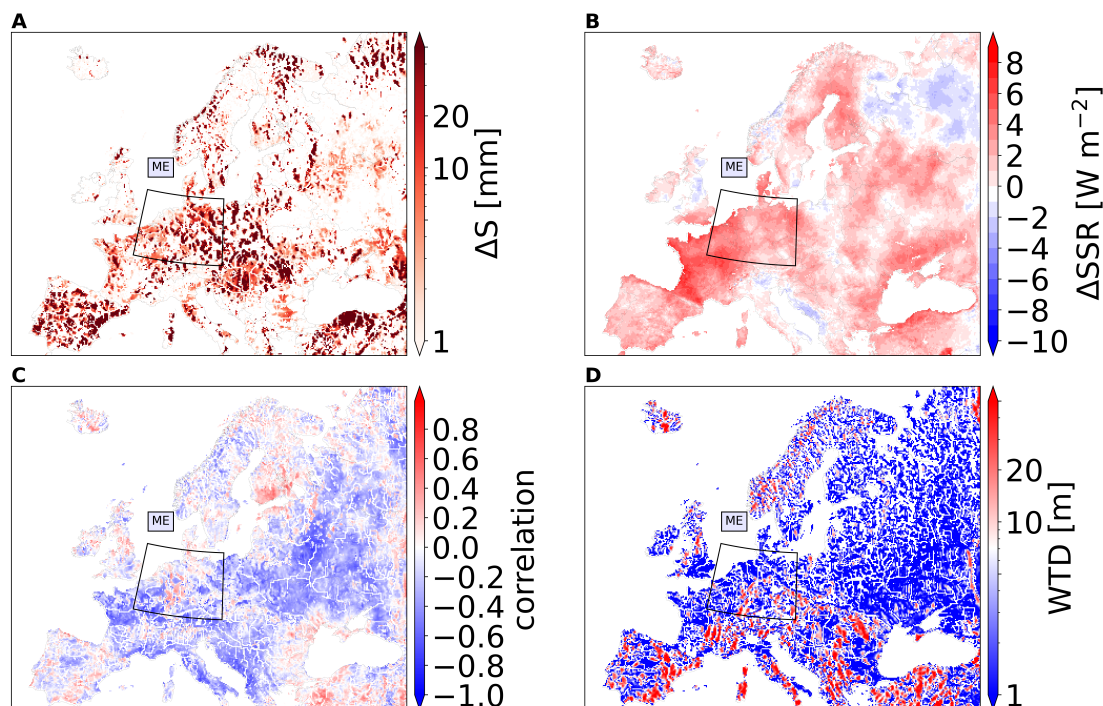 A
ME
20
10
1
ΔS [mm]
B
ME
8
6
4
2
0
−2
−4
−6
−8
−10
ΔSSR [W m⁻²]
C
ME
0.8
0.6
0.4
0.2
0.0
−0.2
−0.4
−0.6
−0.8
−1.0
correlation
D
ME
20
10
1
WTD [m]